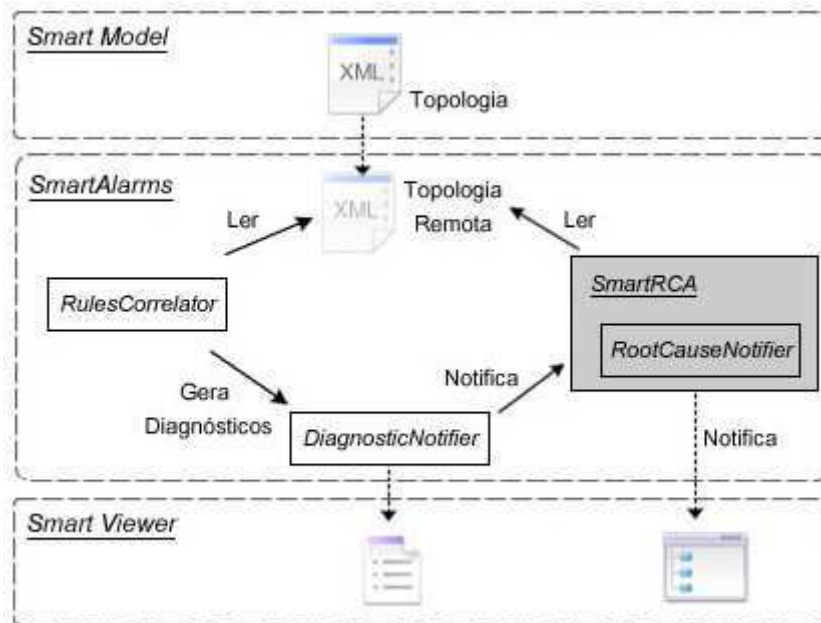 Smart Model
XML
Topologia
SmartAlarms
XML
Topologia
Remota
Ler
Ler
RulesCorrelator
SmartRCA
RootCauseNotifier
Gera
Diagnósticos
Notifica
DiagnosticNotifier
Notifica
Smart Viewer